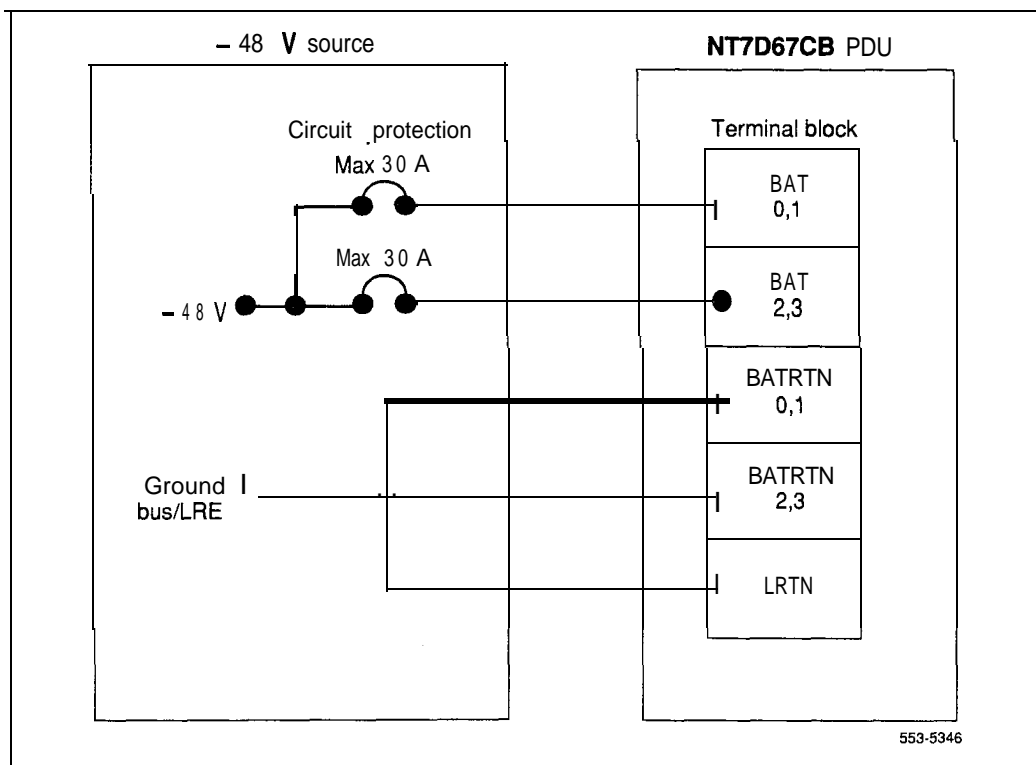 – 48 V source
NT7D67CB PDU
Circuit protection
Max 30 A
Terminal block
BAT
0,1
Max 30 A
BAT
2,3
– 48 V
BATRTN
0,1
Ground
bus/LRE
BATRTN
2,3
LRTN
553-5346